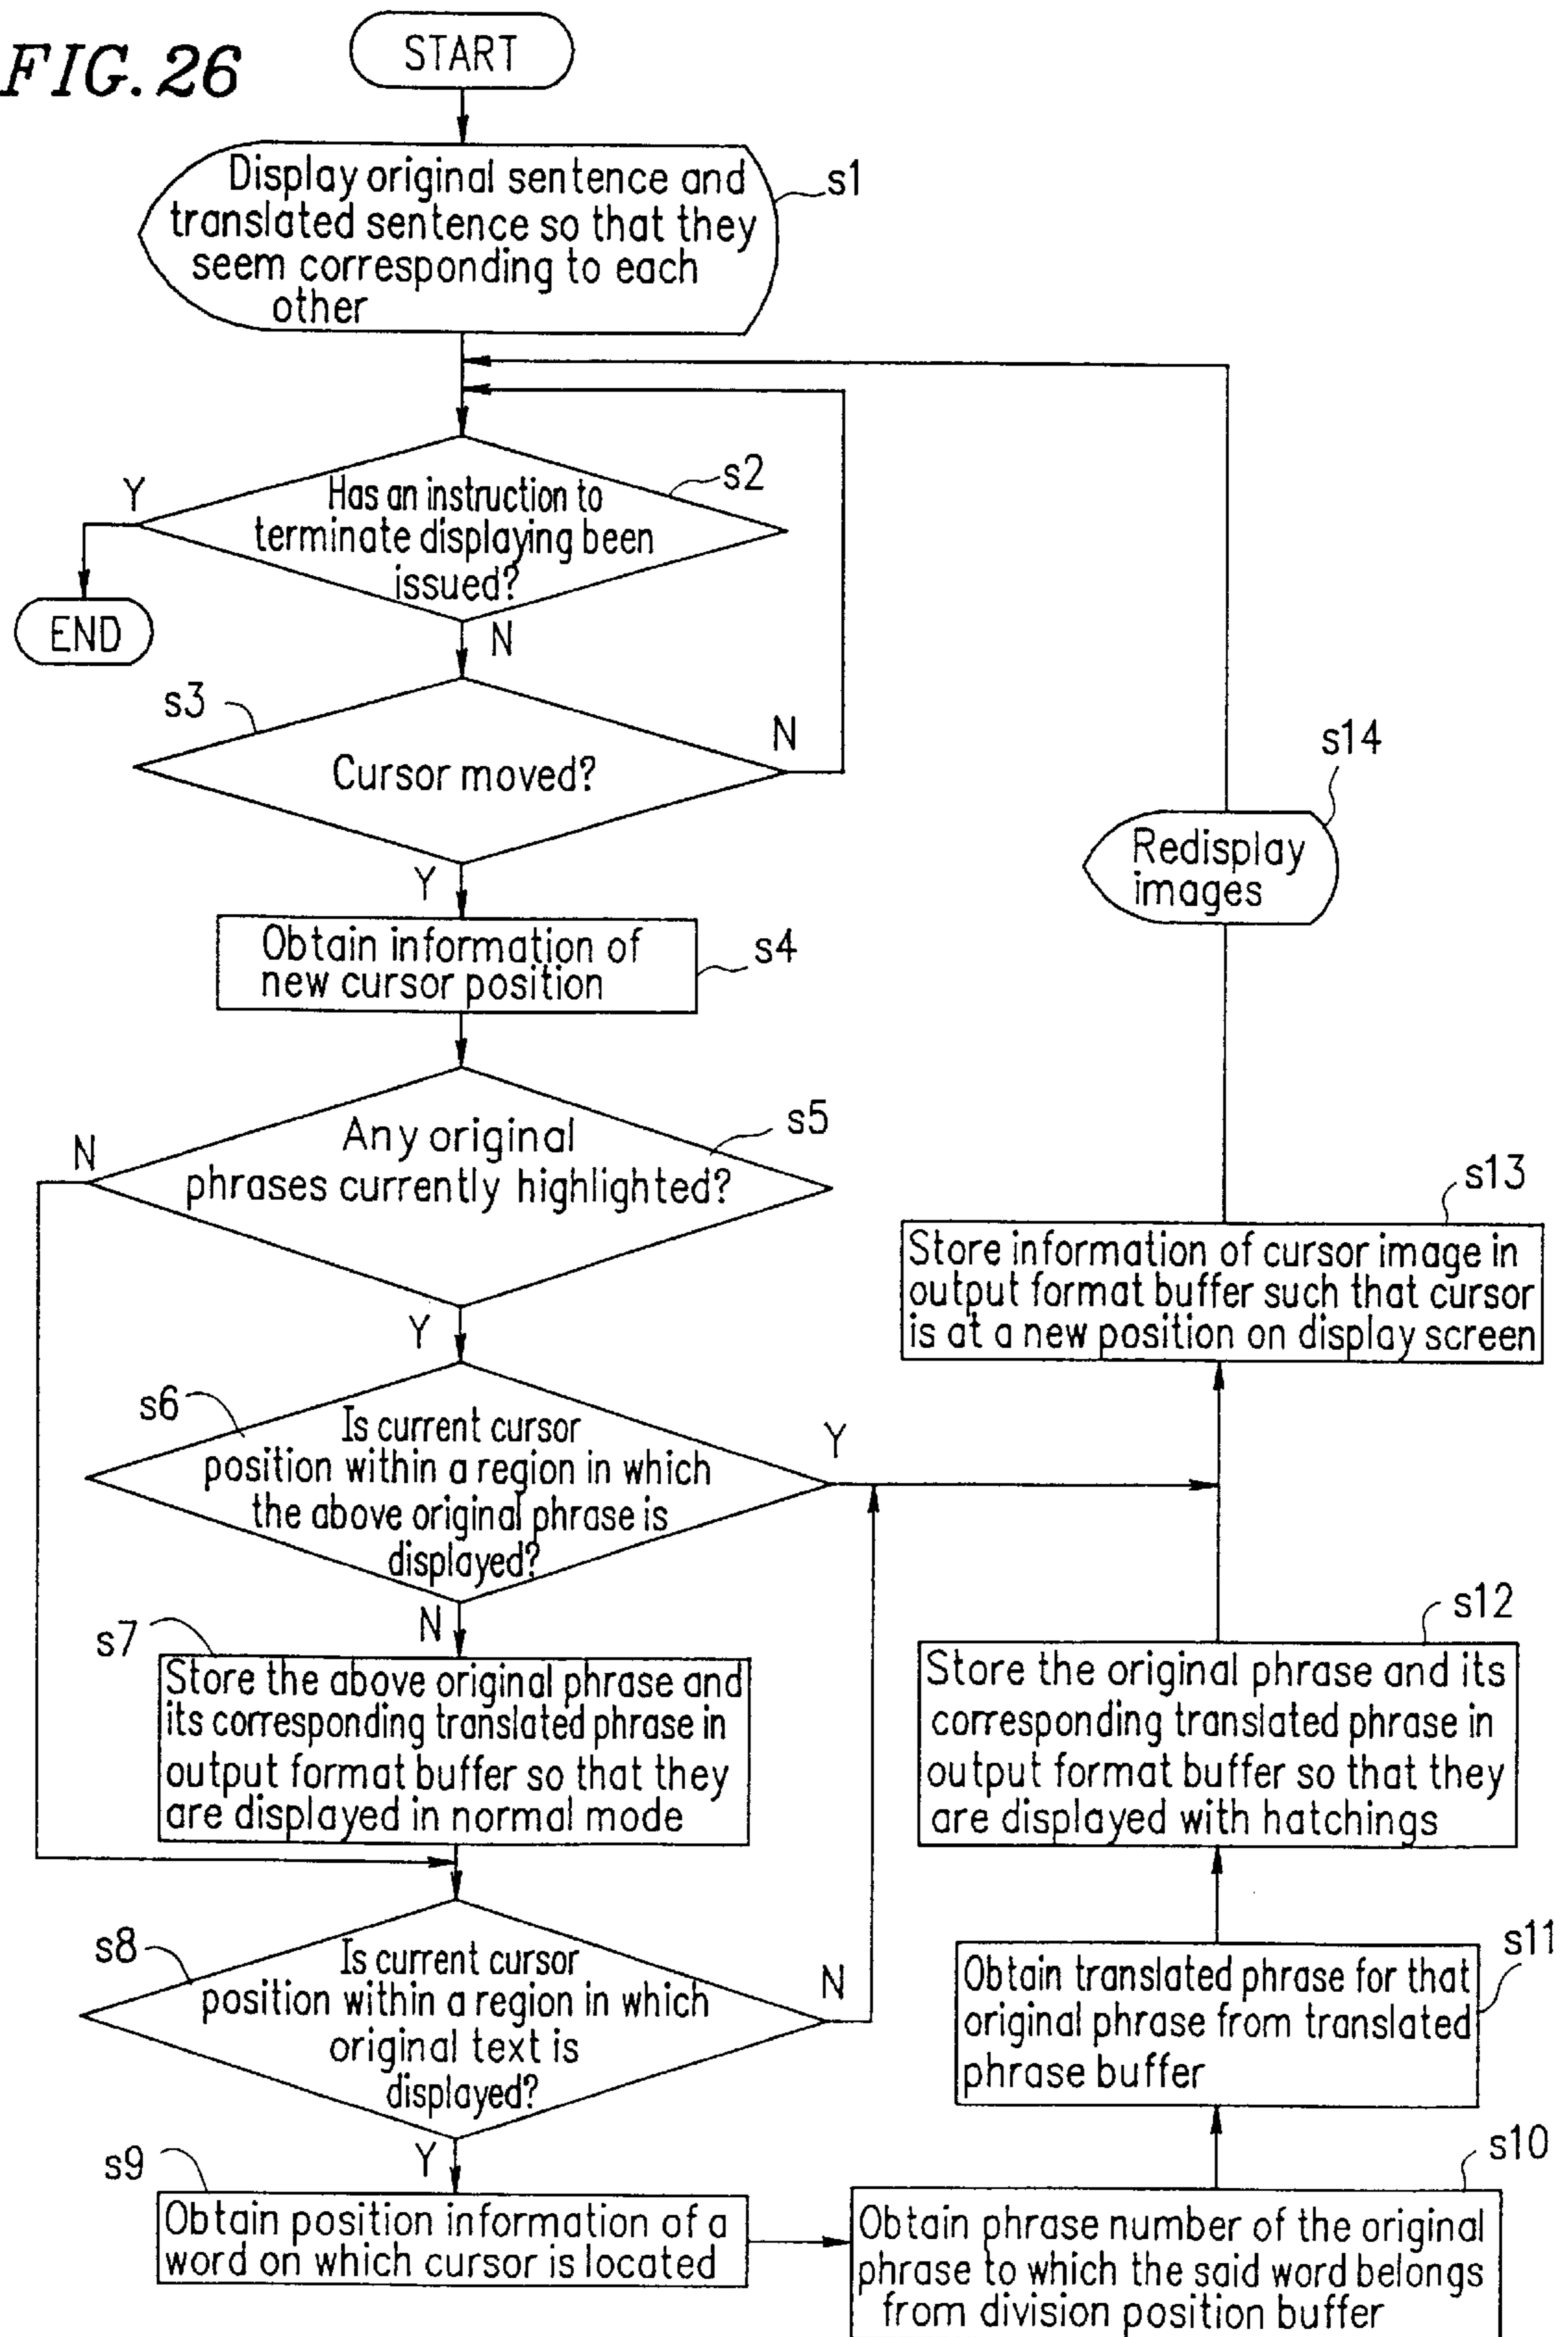 FIG. 26
START
Display original sentence and
translated sentence so that they
seem corresponding to each
other
s1
Has an instruction to
terminate displaying been
issued?
s2
Y
END
N
s3
Cursor moved?
N
Y
Obtain information of
new cursor position
s4
Any original
phrases currently highlighted?
s5
N
Y
s6
Is current cursor
position within a region in which
the above original phrase is
displayed?
Y
N
s7
Store the above original phrase and
its corresponding translated phrase in
output format buffer so that they
are displayed in normal mode
s8
Is current cursor
position within a region in which
original text is
displayed?
N
Y
s9
Obtain position information of a
word on which cursor is located
s10
Obtain phrase number of the original
phrase to which the said word belongs
from division position buffer
s11
Obtain translated phrase for that
original phrase from translated
phrase buffer
s12
Store the original phrase and its
corresponding translated phrase in
output format buffer so that they
are displayed with hatchings
s13
Store information of cursor image in
output format buffer such that cursor
is at a new position on display screen
s14
Redisplay
images